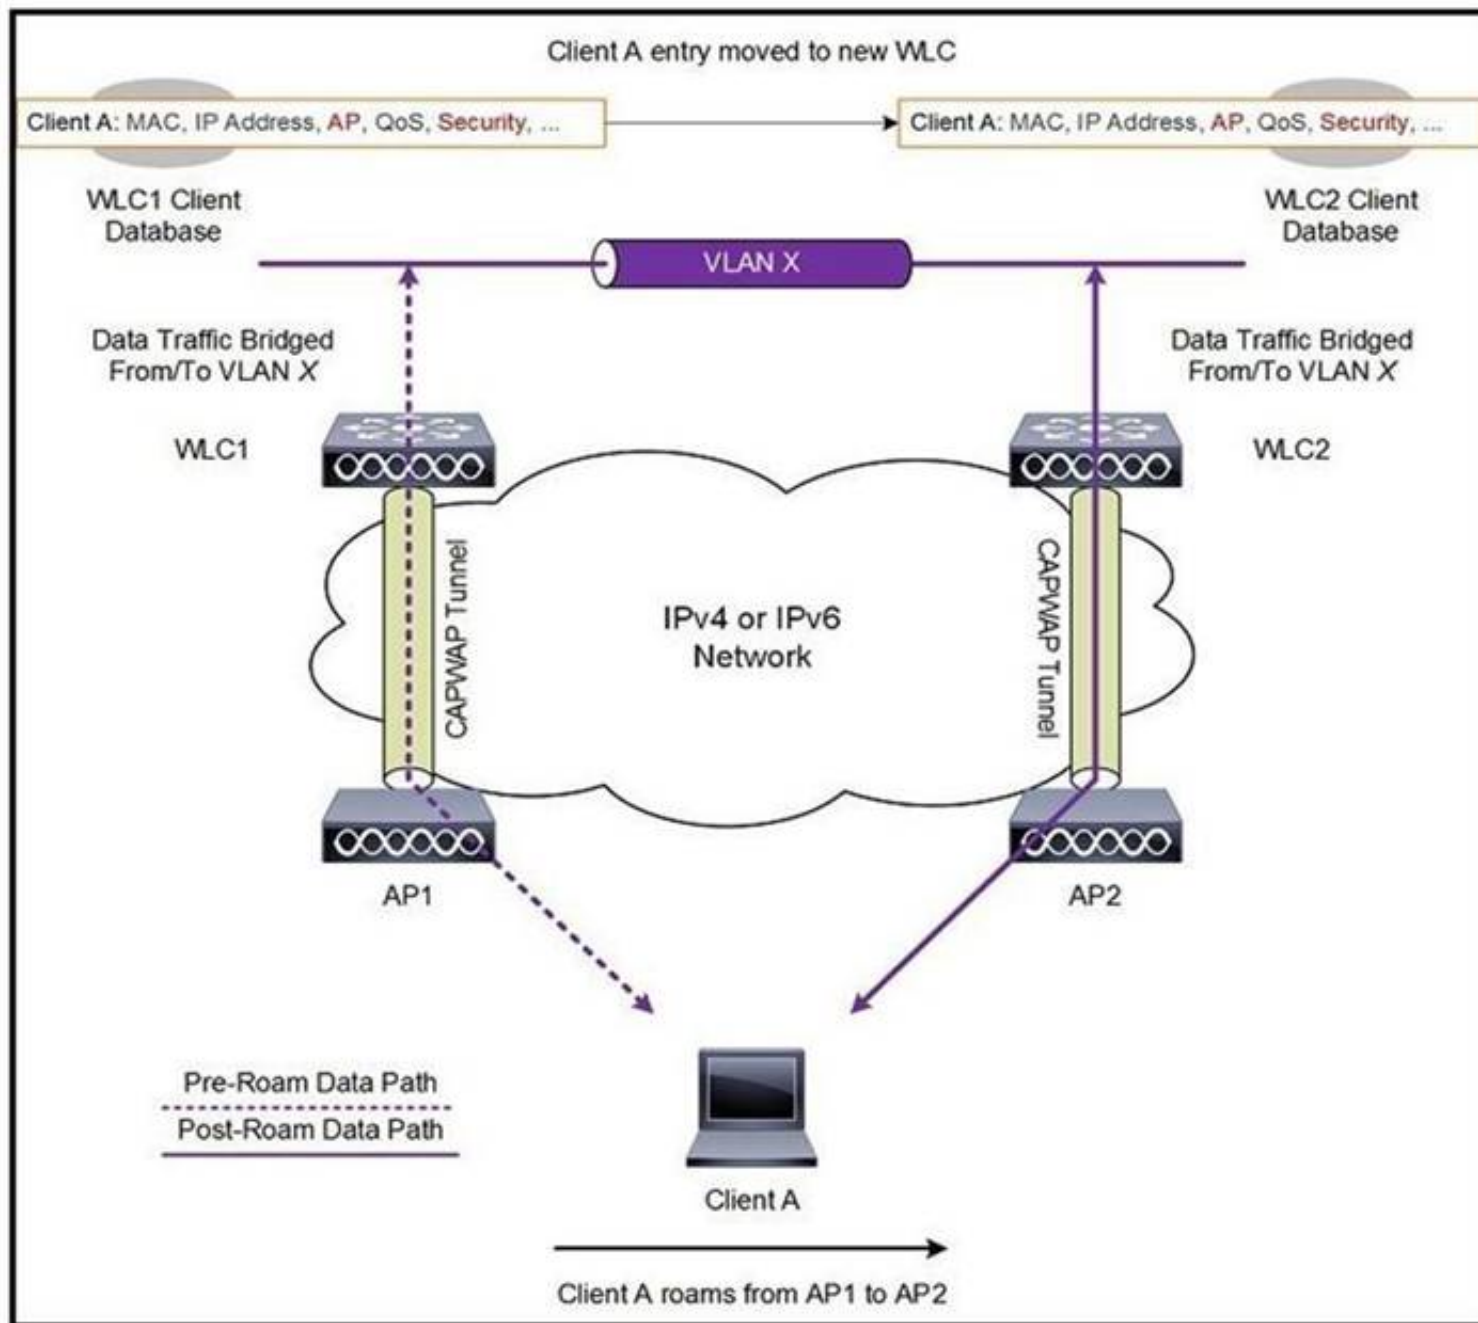 Client A entry moved to new WLC
Client A: MAC, IP Address, AP, QoS, Security, ...
Client A: MAC, IP Address, AP, QoS, Security, ...
WLC1 Client
Database
WLC2 Client
Database
VLAN X
Data Traffic Bridged
From/To VLAN X
Data Traffic Bridged
From/To VLAN X
WLC1
WLC2
CAPWAP Tunnel
IPv4 or IPv6
Network
CAPWAP Tunnel
AP1
AP2
Pre-Roam Data Path
Post-Roam Data Path
Client A
Client A roams from AP1 to AP2